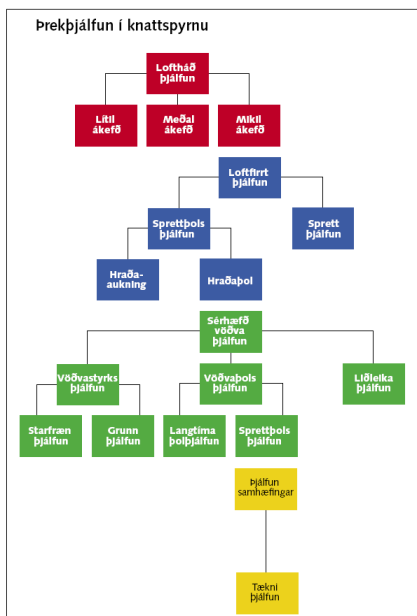 Þrekþjálfun í knattspyrnu
Loftháð
þjálfun
Lítil
ákefð
Meðal
ákefð
Mikil
ákefð
Loftfirrt
þjálfun
Sprettþols
þjálfun
Sprett
þjálfun
Hraða-
aukning
Hraðaþol
Sérhæfð
vöðva
þjálfun
Vöðvastyrks
þjálfun
Vöðvaþols
þjálfun
Liðleika
þjálfun
Starfræn
þjálfun
Grunn
þjálfun
Langtíma
þolþjálfun
Sprettþols
þjálfun
Þjálfun
samhæfingar
Tækni
þjálfun